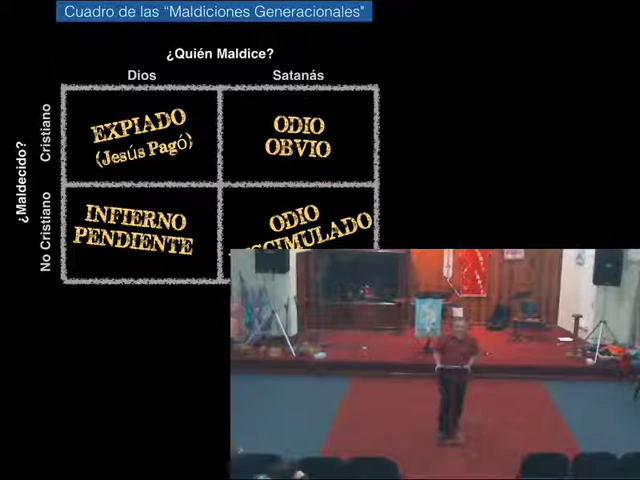 Cuadro de las “Maldiciones Generacionales"
¿Quién Maldice?
Dios
Satanás
¿Maldecido?
Cristiano
EXPIADO
(Jesús Pagó)
ODIO
OBVIO
No Cristiano
INFIERNO
PENDIENTE
ODIO